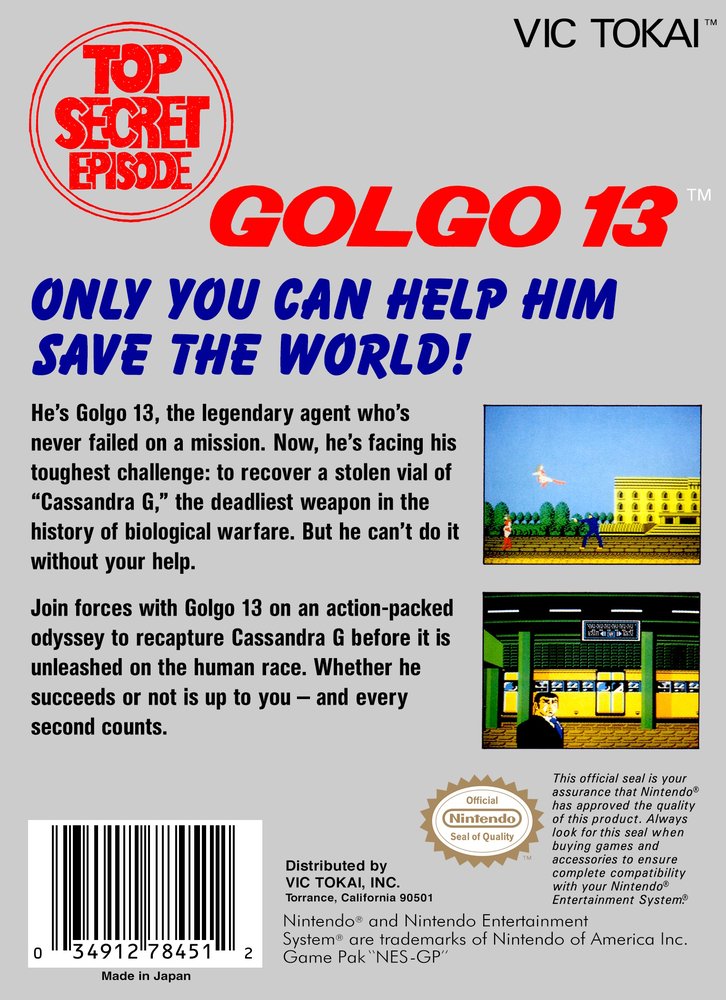 VIC TOKAI™
TOP
SECRET
EPISODE
GOLGO 13™
ONLY YOU CAN HELP HIM
SAVE THE WORLD!
He's Golgo 13, the legendary agent who's
never failed on a mission. Now, he's facing his
toughest challenge: to recover a stolen vial of
“Cassandra G,” the deadliest weapon in the
history of biological warfare. But he can't do it
without your help.
Join forces with Golgo 13 on an action-packed
odyssey to recapture Cassandra G before it is
unleashed on the human race. Whether he
succeeds or not is up to you – and every
second counts.
Official
Nintendo
Seal of Quality
TM
This official seal is your
assurance that Nintendo®
has approved the quality
of this product. Always
look for this seal when
buying games and
accessories to ensure
complete compatibility
with your Nintendo®
Entertainment System®
Distributed by
VIC TOKAI, INC.
Torrance, California 90501
Nintendo® and Nintendo Entertainment
System® are trademarks of Nintendo of America Inc.
Game Pak “NES-GP”
0 34912 78451 2
Made in Japan